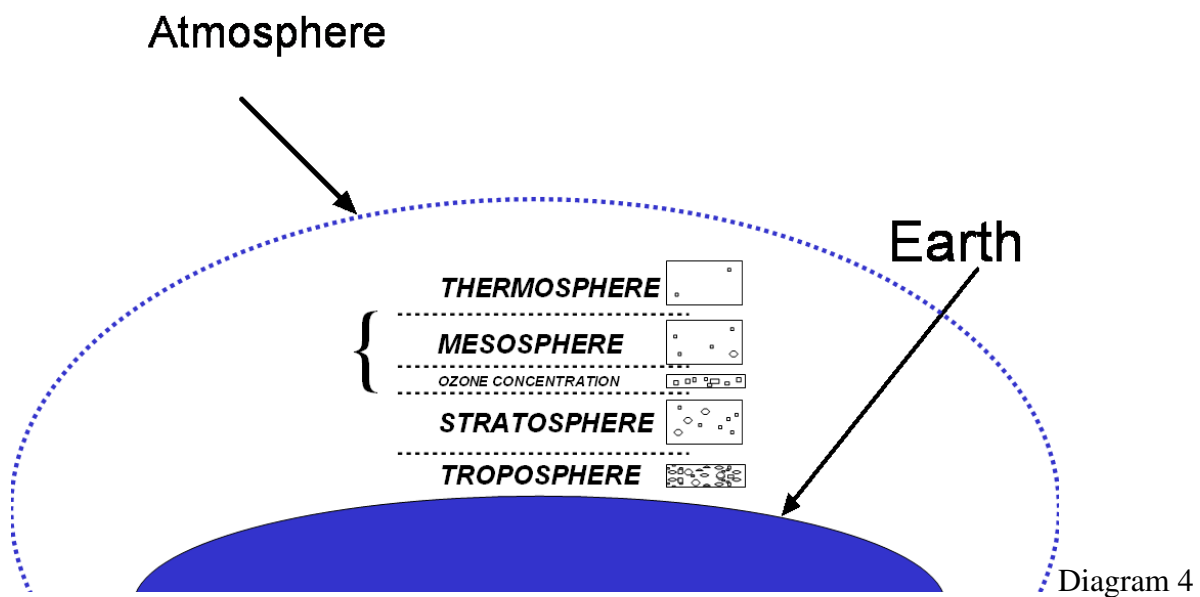 Atmosphere
Earth
THERMOSPHERE
MESOSPHERE
OZONE CONCENTRATION
STRATOSPHERE
TROPOSPHERE
Diagram 4